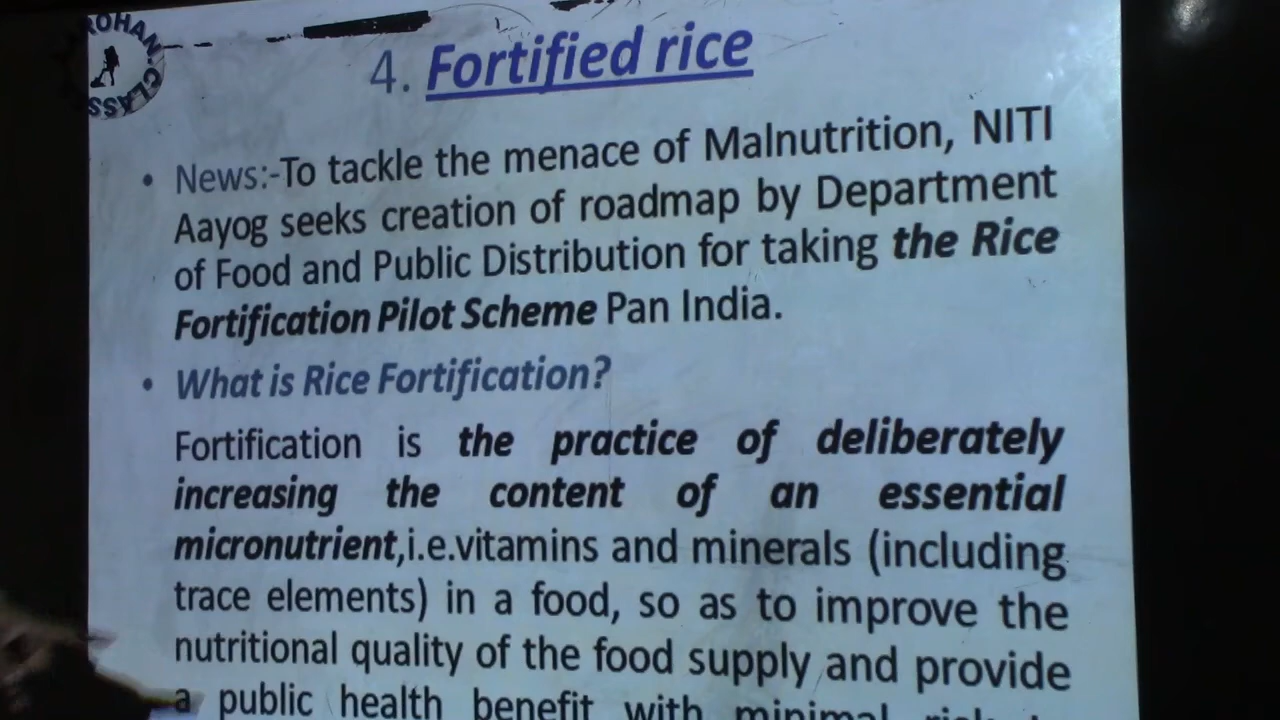 ROHAN CLASS
4. Fortified rice
• News:-To tackle the menace of Malnutrition, NITI
Aayog seeks creation of roadmap by Department
of Food and Public Distribution for taking the Rice
Fortification Pilot Scheme Pan India.
• What is Rice Fortification?
Fortification is the practice of deliberately
increasing the content of an essential
micronutrient,i.e.vitamins and minerals (including
trace elements) in a food, so as to improve the
nutritional quality of the food supply and provide
a public health benefit with minimal risk